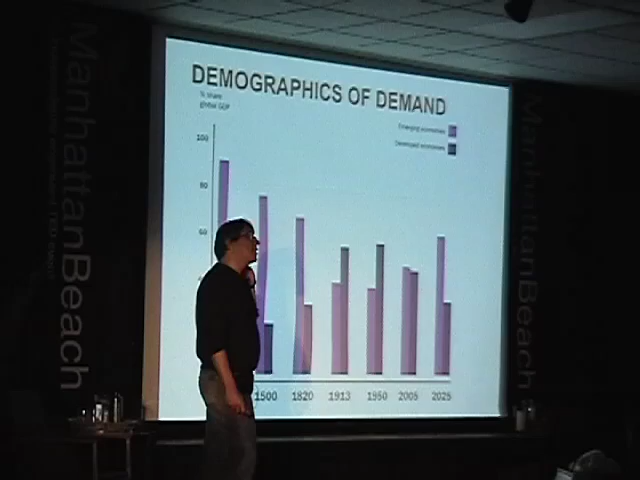 DEMOGRAPHICS OF DEMAND
% share
global GDP
Emerging economies
Developed economies
100
80
60
1500 1820 1913 1950 2005 2025
ManhattanBeach
ManhattanBeach